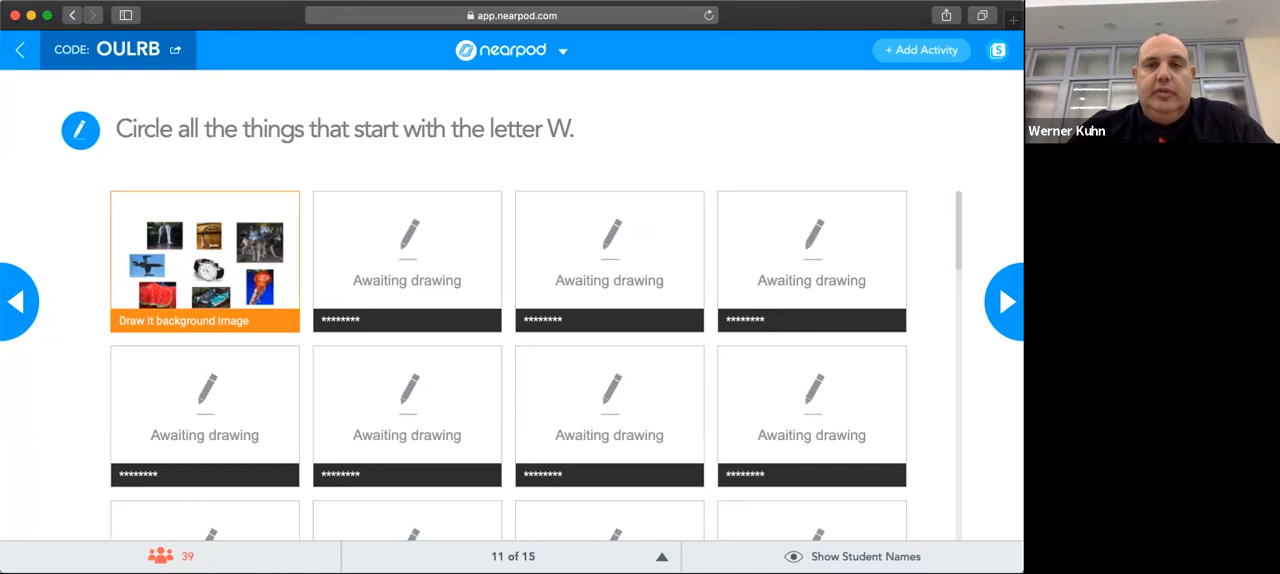 app.nearpod.com
CODE: OULRB
nearpod
+ Add Activity
S
Werner Kuhn
Circle all the things that start with the letter W.
Awaiting drawing
Awaiting drawing
Awaiting drawing
Draw it background image
********
********
********
Awaiting drawing
Awaiting drawing
Awaiting drawing
Awaiting drawing
********
********
********
********
39
11 of 15
Show Student Names